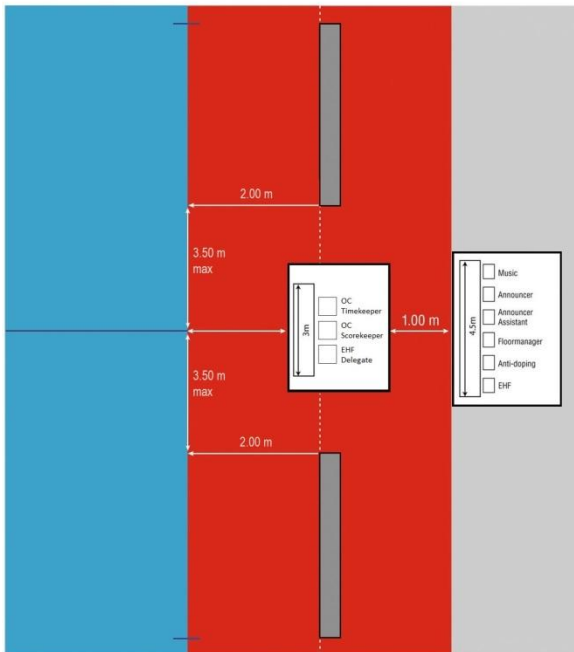 2.00 m
3.50 m
max
3m
OC
Timekeeper
OC
Scorekeeper
EHF
Delegate
1.00 m
4.5m
Music
Announcer
Announcer
Assistant
Floormanager
Anti-doping
EHF
3.50 m
max
2.00 m